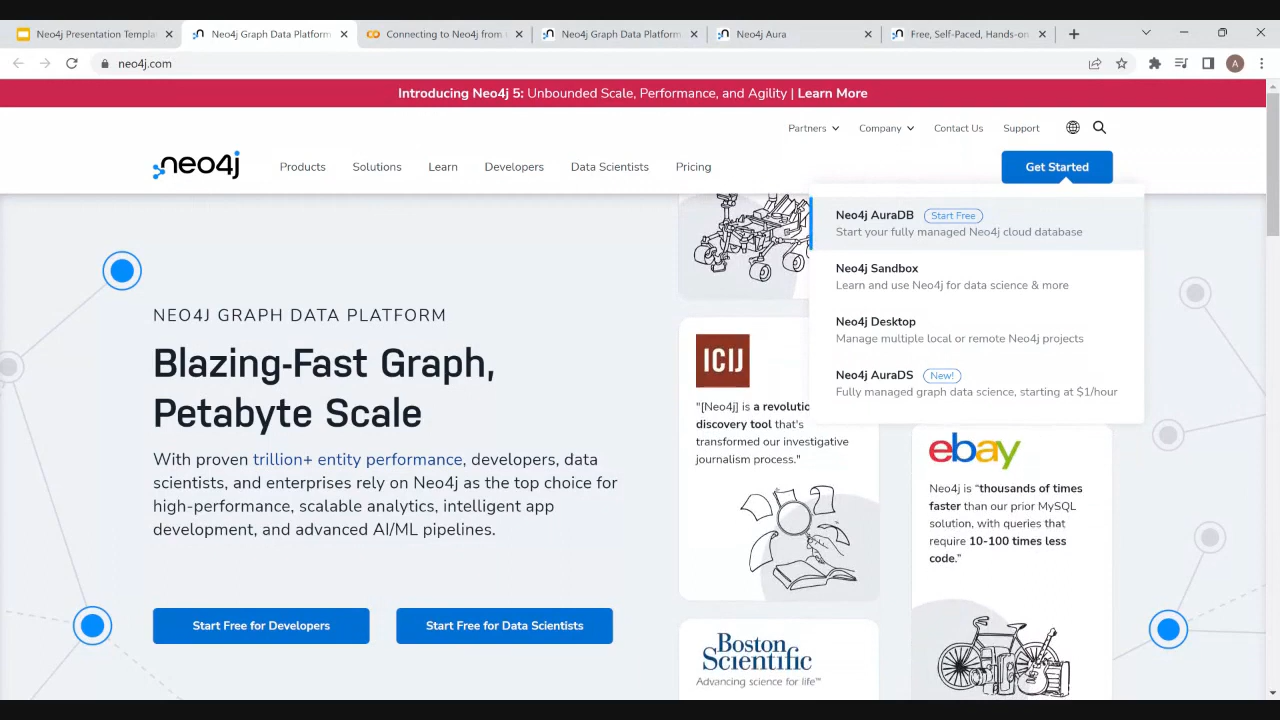 Neo4j Presentation Templa
Neo4j Graph Data Platform
Connecting to Neo4j from
Neo4j Graph Data Platform
Neo4j Aura
Free, Self-Paced, Hands-on
neo4j.com
A
Introducing Neo4j 5: Unbounded Scale, Performance, and Agility | Learn More
Partners
Company
Contact Us
Support
neo4j
Products
Solutions
Learn
Developers
Data Scientists
Pricing
Get Started
Neo4j AuraDB Start Free
Start your fully managed Neo4j cloud database
Neo4j Sandbox
Learn and use Neo4j for data science & more
Neo4j Desktop
Manage multiple local or remote Neo4j projects
Neo4j AuraDS New!
Fully managed graph data science, starting at $1/hour
NEO4J GRAPH DATA PLATFORM
Blazing-Fast Graph,
Petabyte Scale
With proven trillion+ entity performance, developers, data
scientists, and enterprises rely on Neo4j as the top choice for
high-performance, scalable analytics, intelligent app
development, and advanced AI/ML pipelines.
Start Free for Developers
Start Free for Data Scientists
ICIJ
"[Neo4j] is a revolutic
discovery tool that's
transformed our investigative
journalism process."
Boston
Scientific
Advancing science for life™
ebay
Neo4j is “thousands of times
faster than our prior MySQL
solution, with queries that
require 10-100 times less
code.”